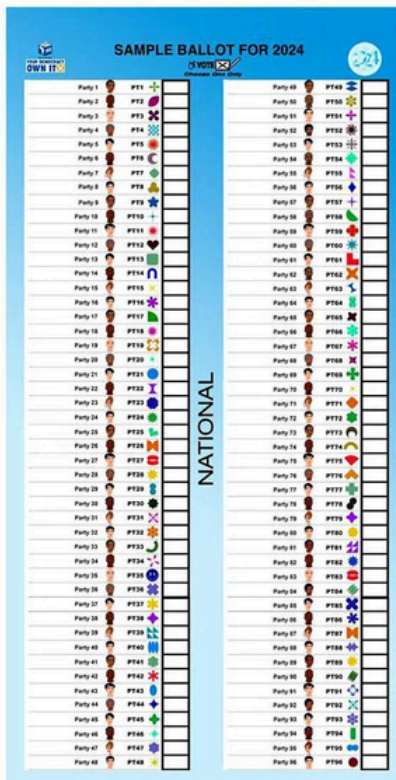 YOUR DEMOCRACY
OWN IT
SAMPLE BALLOT FOR 2024
VOTE
Choose One Only
2024
Party 1 PT1
Party 2 PT2
Party 3 PT3
Party 4 PT4
Party 5 PT5
Party 6 PT6
Party 7 PT7
Party 8 PT8
Party 9 PT9
Party 10 PT10
Party 11 PT11
Party 12 PT12
Party 13 PT13
Party 14 PT14
Party 15 PT15
Party 16 PT16
Party 17 PT17
Party 18 PT18
Party 19 PT19
Party 20 PT20
Party 21 PT21
Party 22 PT22
Party 23 PT23
Party 24 PT24
Party 25 PT25
Party 26 PT26
Party 27 PT27
Party 28 PT28
Party 29 PT29
Party 30 PT30
Party 31 PT31
Party 32 PT32
Party 33 PT33
Party 34 PT34
Party 35 PT35
Party 36 PT36
Party 37 PT37
Party 38 PT38
Party 39 PT39
Party 40 PT40
Party 41 PT41
Party 42 PT42
Party 43 PT43
Party 44 PT44
Party 45 PT45
Party 46 PT46
Party 47 PT47
Party 48 PT48
NATIONAL
Party 49 PT49
Party 50 PT50
Party 51 PT51
Party 52 PT52
Party 53 PT53
Party 54 PT54
Party 55 PT55
Party 56 PT56
Party 57 PT57
Party 58 PT58
Party 59 PT59
Party 60 PT60
Party 61 PT61
Party 62 PT62
Party 63 PT63
Party 64 PT64
Party 65 PT65
Party 66 PT66
Party 67 PT67
Party 68 PT68
Party 69 PT69
Party 70 PT70
Party 71 PT71
Party 72 PT72
Party 73 PT73
Party 74 PT74
Party 75 PT75
Party 76 PT76
Party 77 PT77
Party 78 PT78
Party 79 PT79
Party 80 PT80
Party 81 PT81
Party 82 PT82
Party 83 PT83
Party 84 PT84
Party 85 PT85
Party 86 PT86
Party 87 PT87
Party 88 PT88
Party 89 PT89
Party 90 PT90
Party 91 PT91
Party 92 PT92
Party 93 PT93
Party 94 PT94
Party 95 PT95
Party 96 PT96